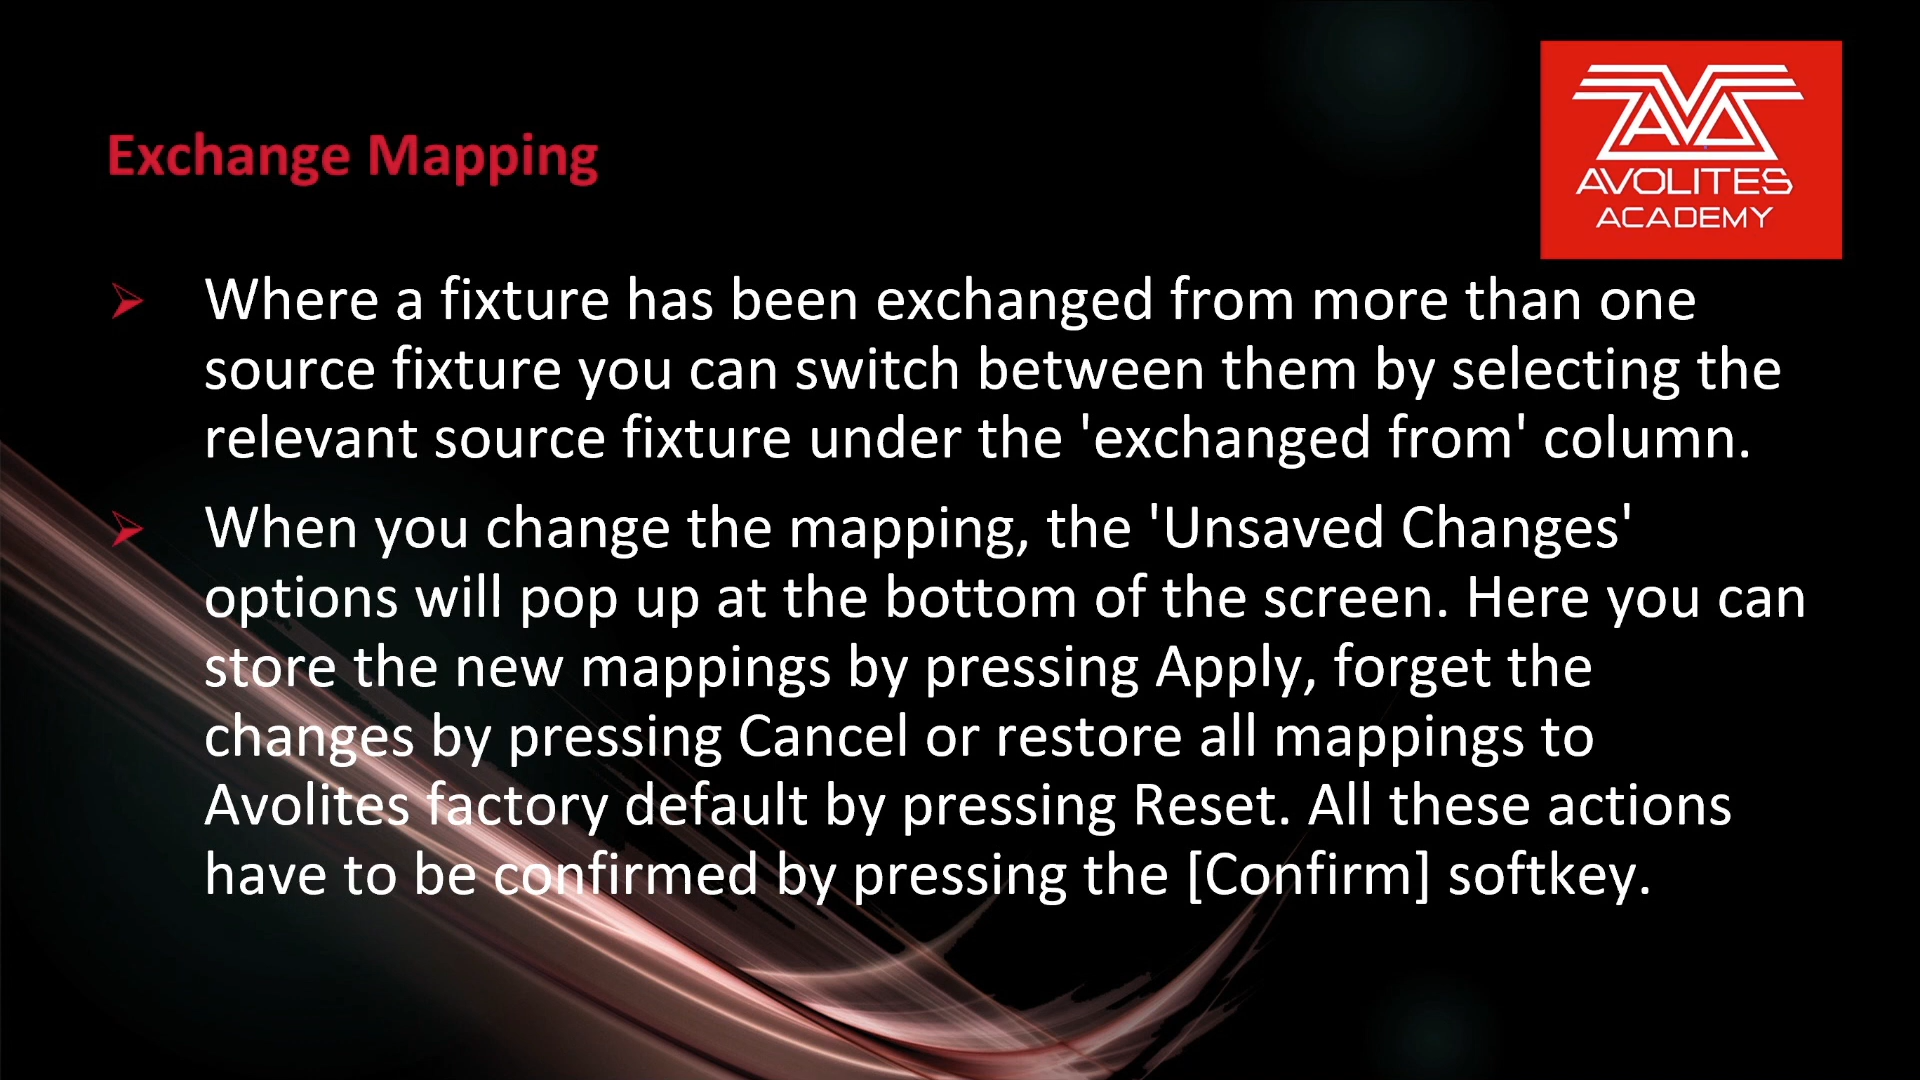 AVA
AVOLITES
ACADEMY
Exchange Mapping
Where a fixture has been exchanged from more than one
source fixture you can switch between them by selecting the
relevant source fixture under the 'exchanged from' column.
When you change the mapping, the 'Unsaved Changes'
options will pop up at the bottom of the screen. Here you can
store the new mappings by pressing Apply, forget the
changes by pressing Cancel or restore all mappings to
Avolites factory default by pressing Reset. All these actions
have to be confirmed by pressing the [Confirm] softkey.